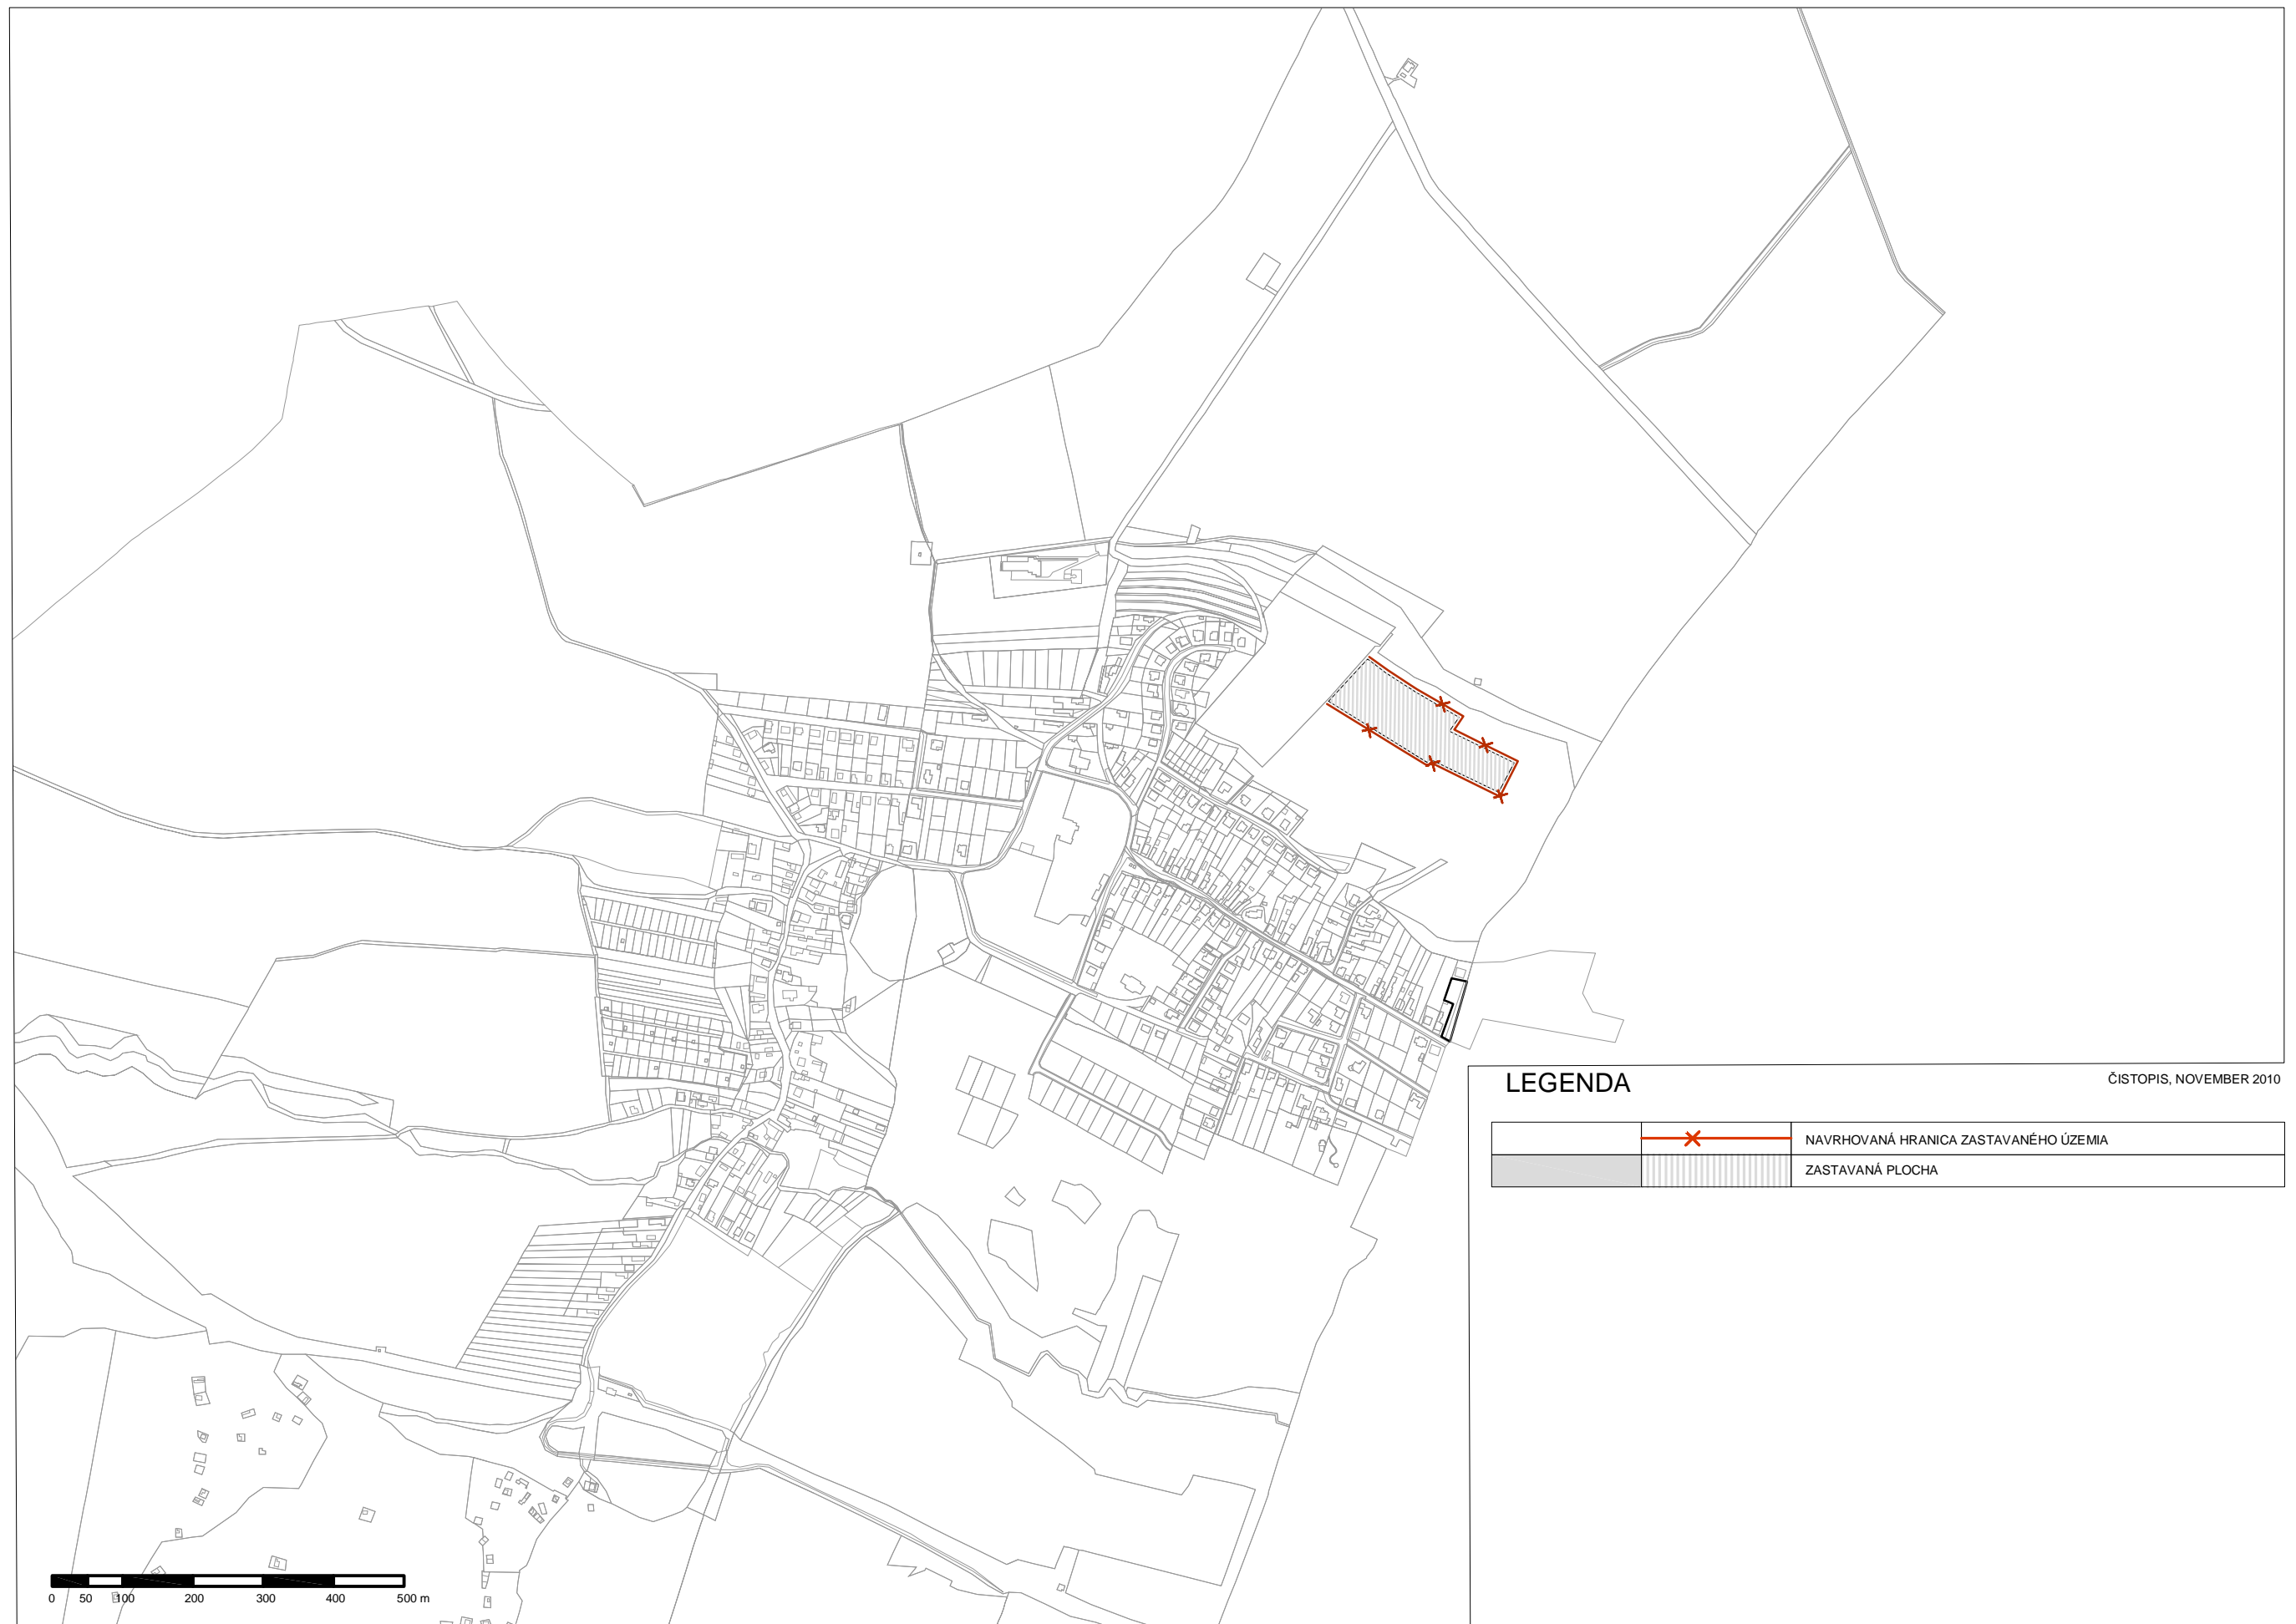 LEGENDA
ČISTOPIS, NOVEMBER 2010
NAVRHOVANÁ HRANICA ZASTAVANÉHO ÚZEMIA
ZASTAVANÁ PLOCHA
0 50 100 200 300 400 500 m